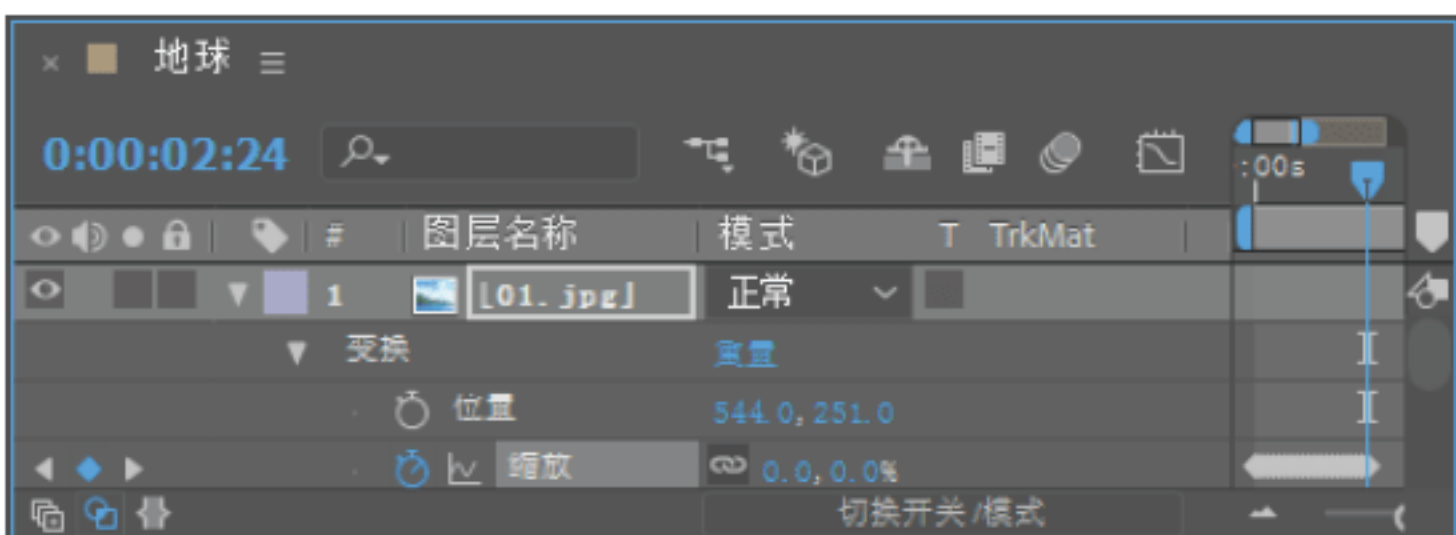 × 地球 ≡
0:00:02:24
:00s
# 图层名称 模式 T TrkMat
1 [01.jpg] 正常
变换 重置
位置 544.0,251.0
缩放 0.0,0.0%
切换开关/模式